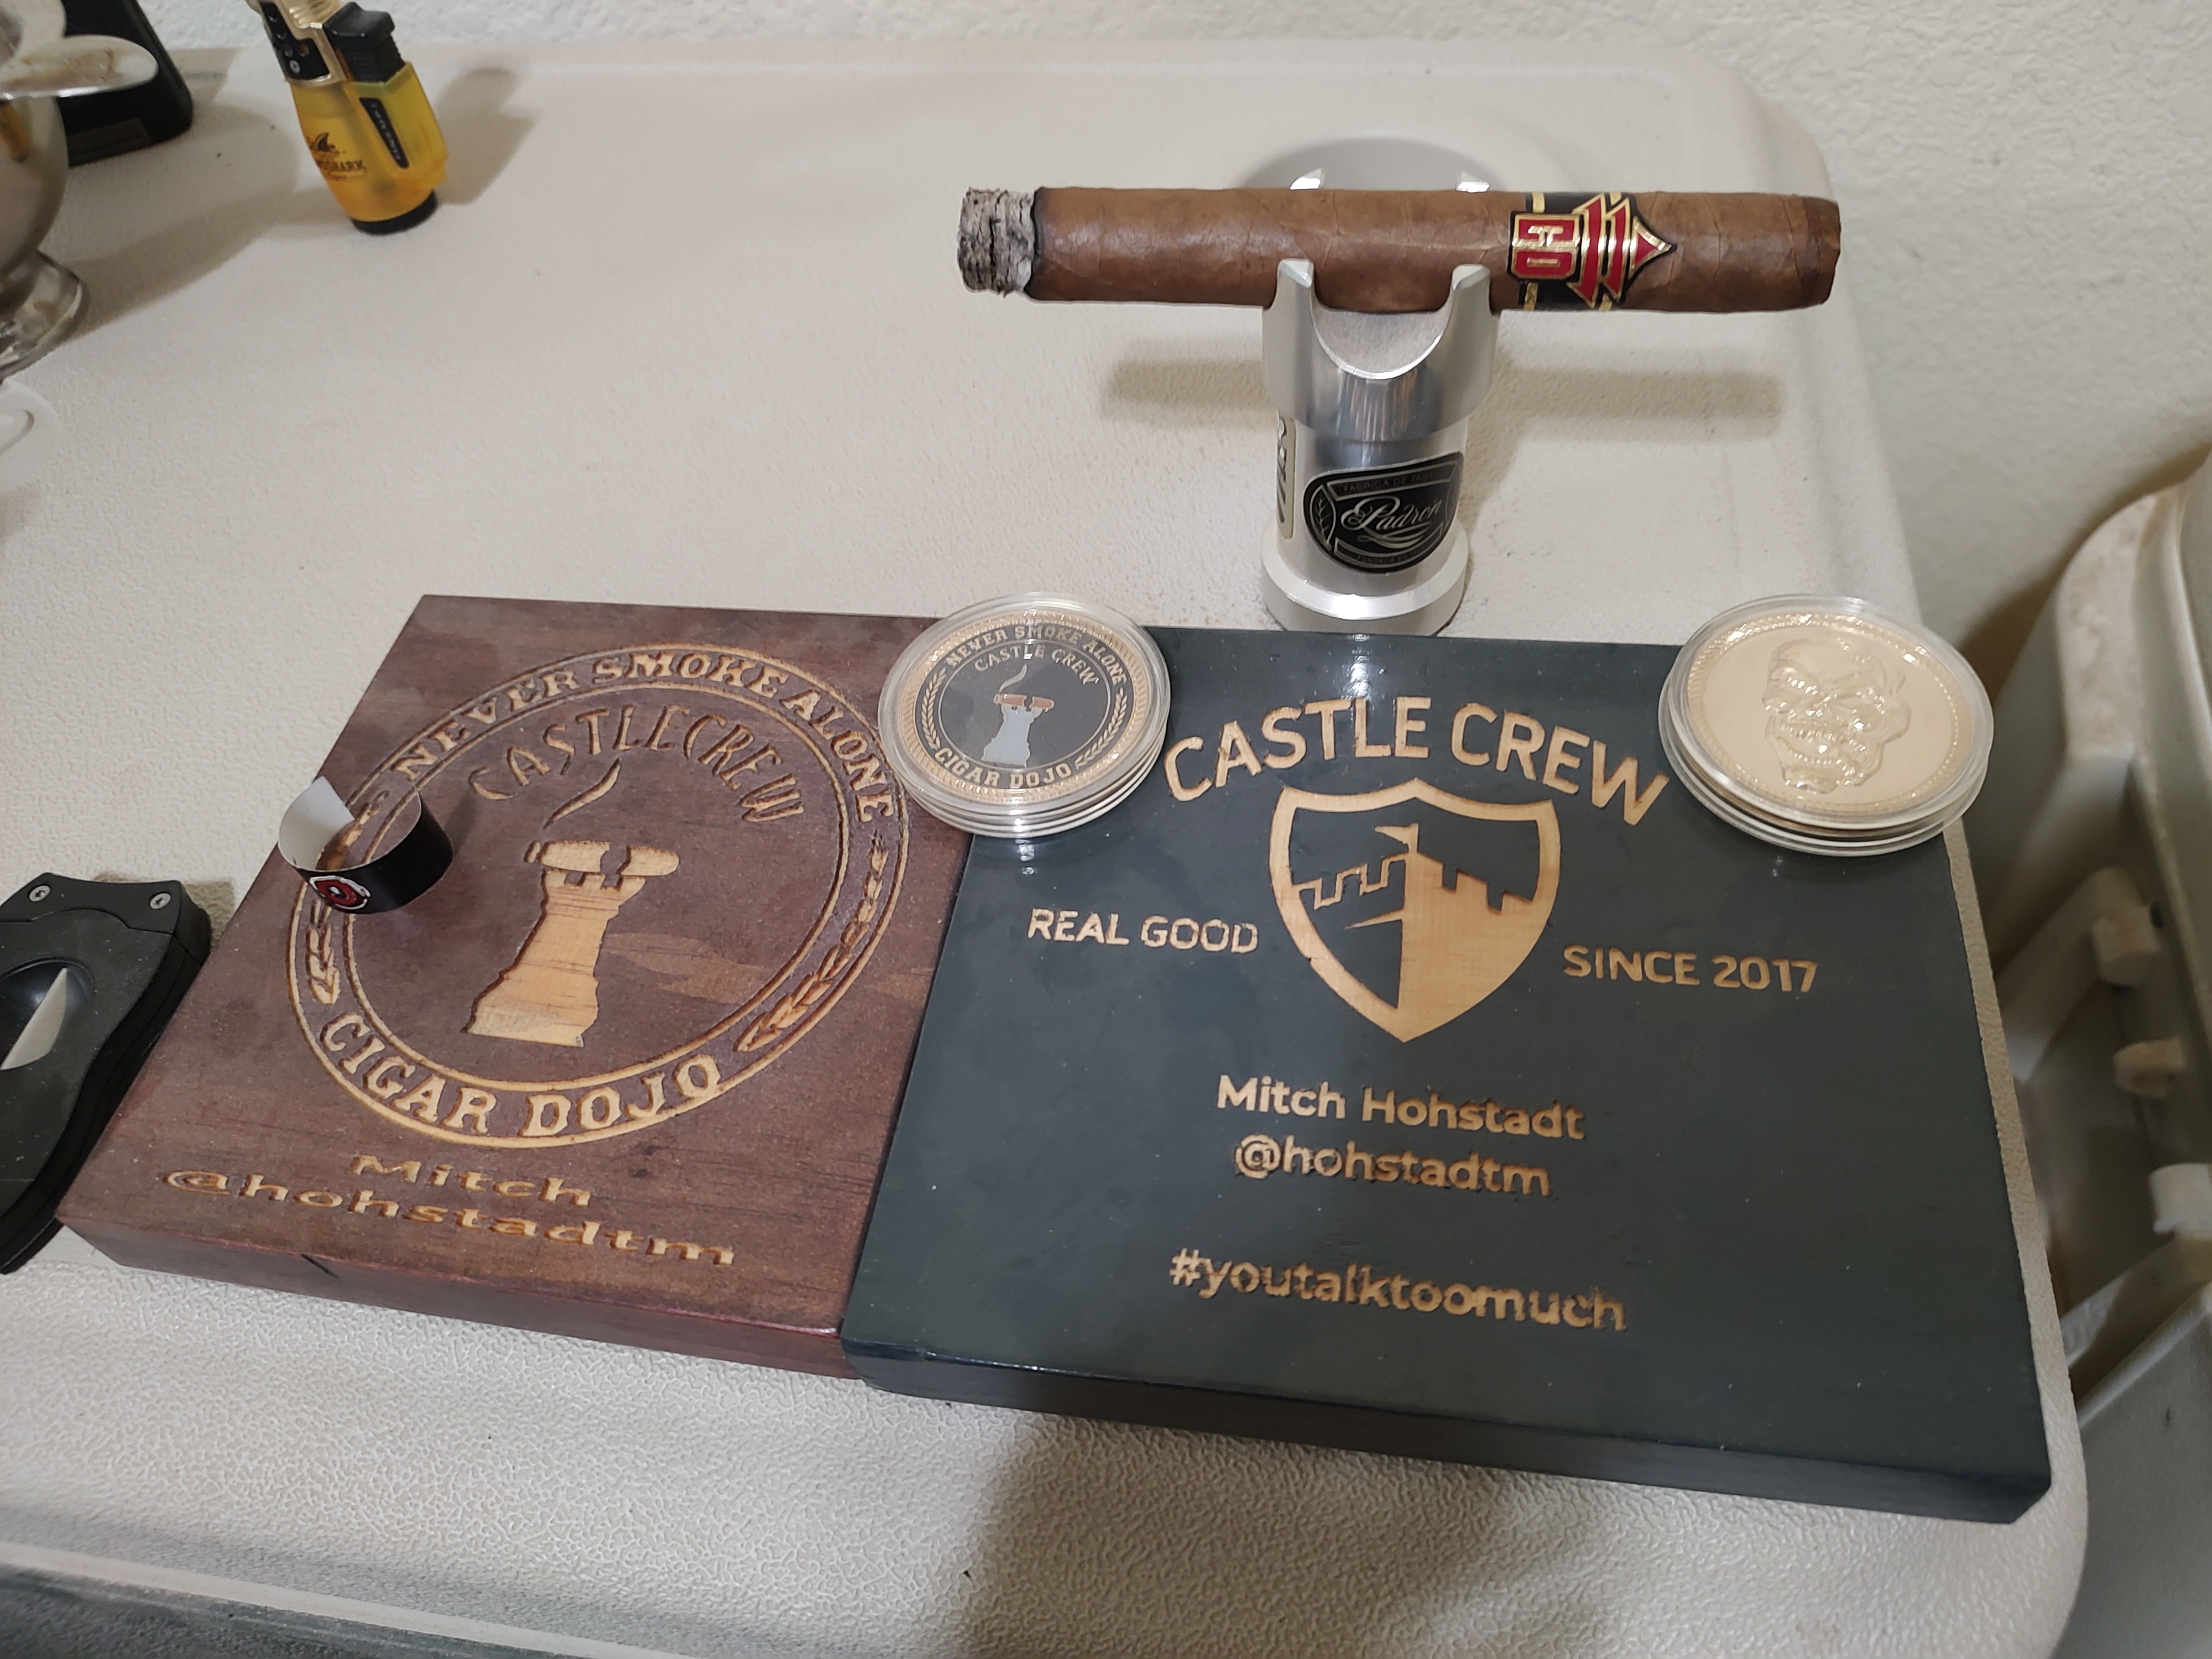 Padrón
NEVER SMOKE ALONE
CASTLE CREW
CIGAR DOJO
Mitch
@hohstadtm
NEVER SMOKE ALONE
CASTLE CREW
CIGAR DOJO
CASTLE CREW
REAL GOOD
SINCE 2017
Mitch Hohstadt
@hohstadtm
#youtalktoomuch